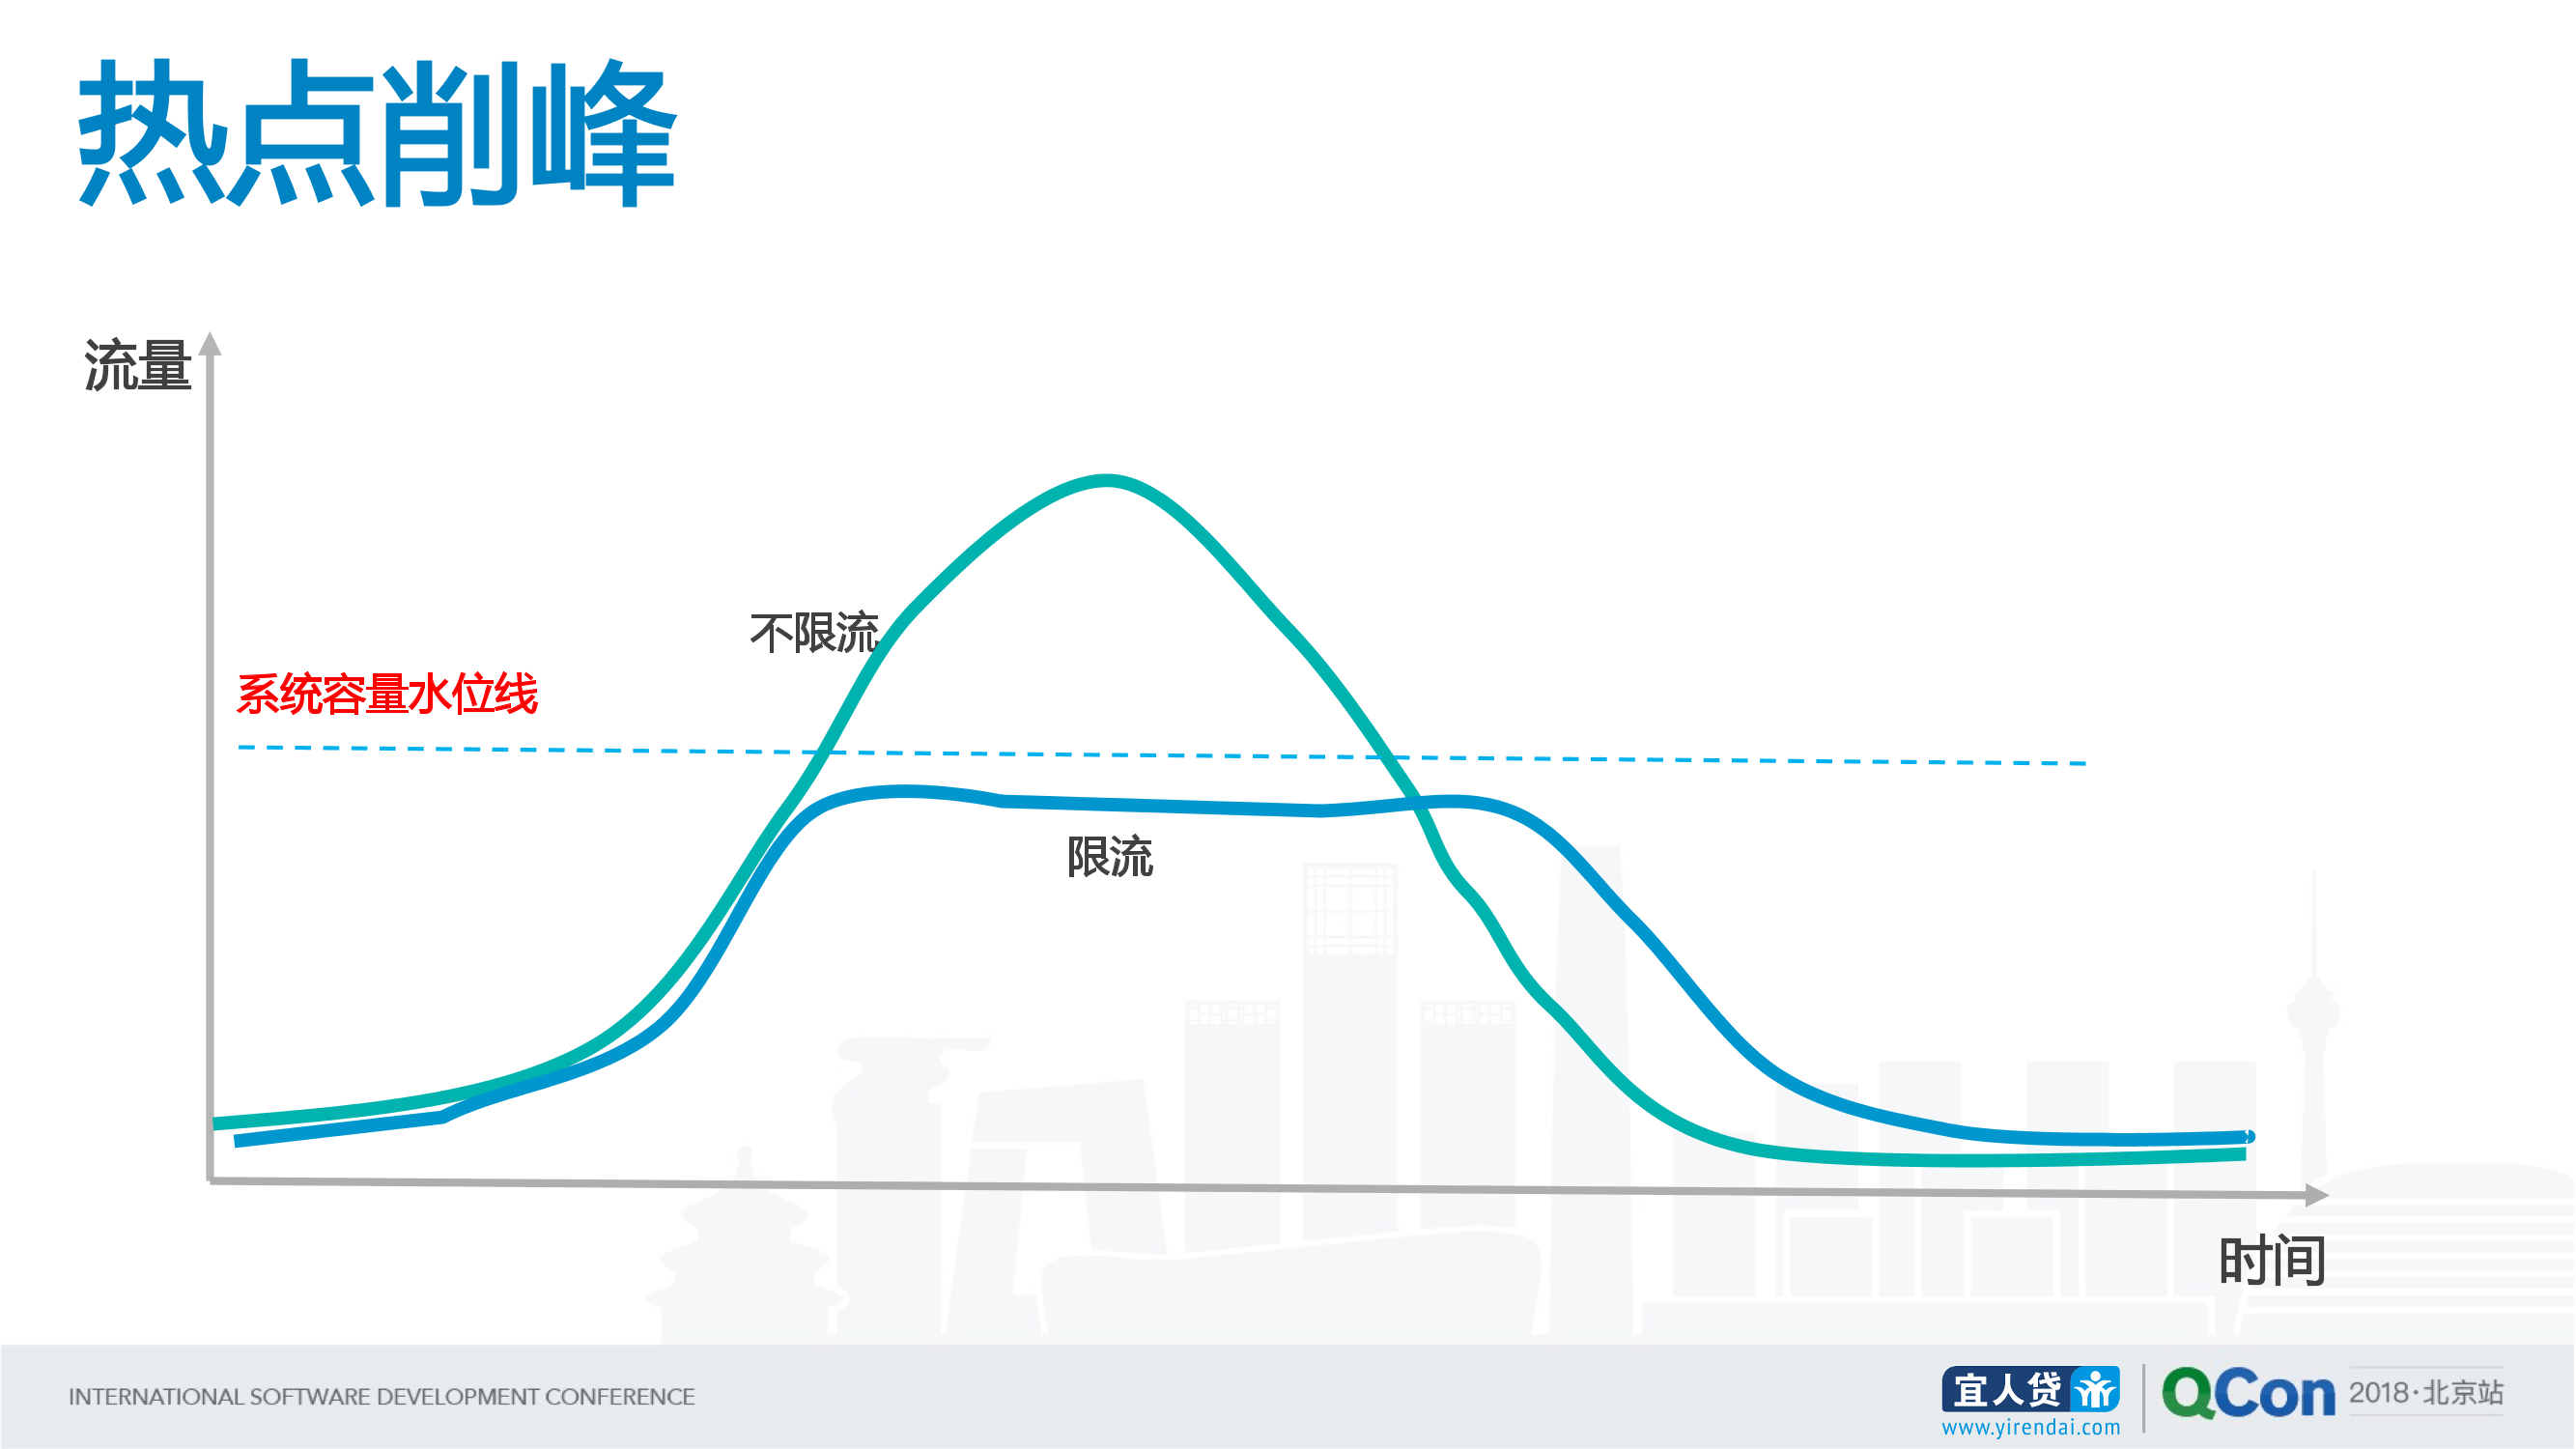 热点削峰
流量
不限流
系统容量水位线
限流
时间
INTERNATIONAL SOFTWARE DEVELOPMENT CONFERENCE
宜人贷
www.yirendai.com
QCon
2018·北京站